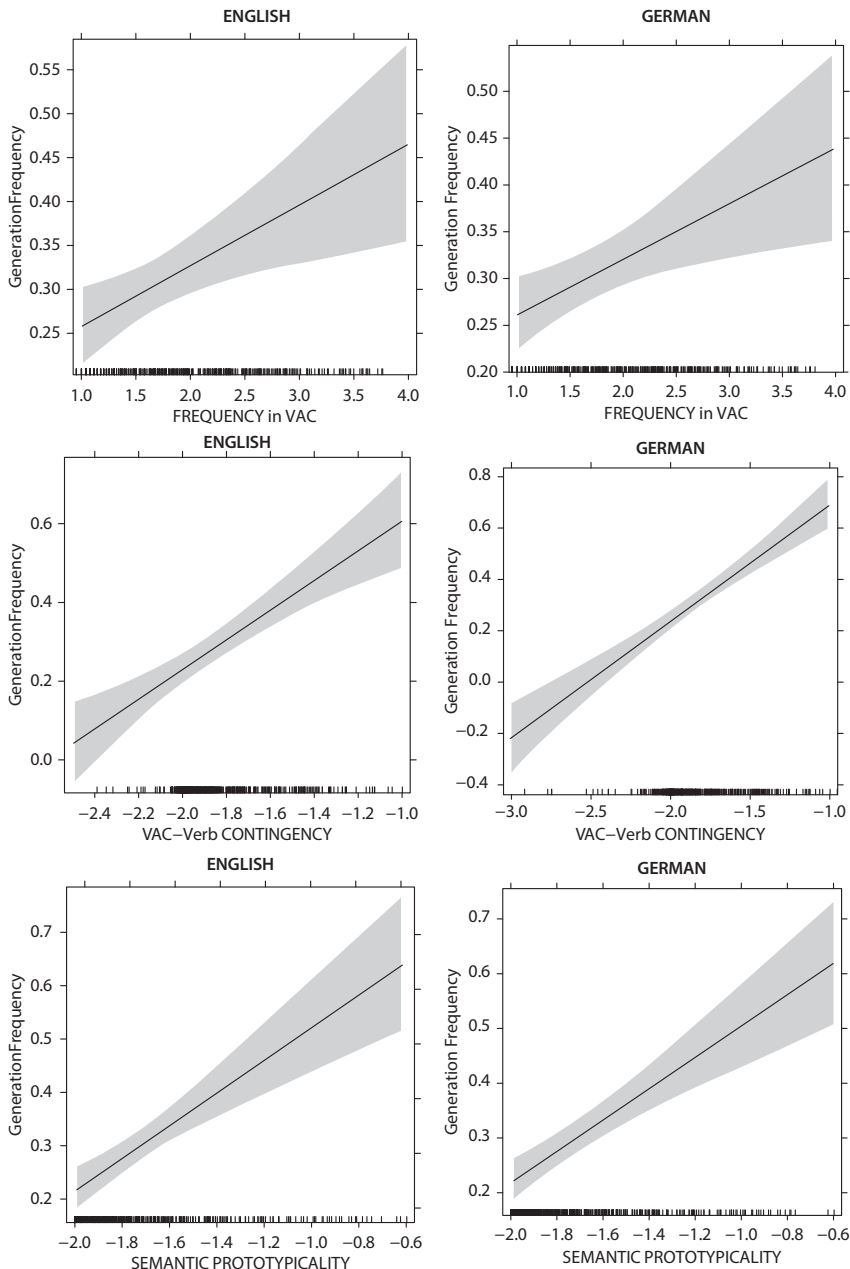 ENGLISH
GenerationFrequency
0.55
0.50
0.45
0.40
0.35
0.30
0.25
1.0 1.5 2.0 2.5 3.0 3.5 4.0
FREQUENCY in VAC
GERMAN
Generation Frequency
0.50
0.45
0.40
0.35
0.30
0.25
0.20
1.0 1.5 2.0 2.5 3.0 3.5 4.0
FREQUENCY in VAC
ENGLISH
GenerationFrequency
0.6
0.4
0.2
0.0
−2.4 −2.2 −2.0 −1.8 −1.6 −1.4 −1.2 −1.0
VAC−Verb CONTINGENCY
GERMAN
Generation Frequency
0.8
0.6
0.4
0.2
0.0
−0.2
−0.4
−3.0 −2.5 −2.0 −1.5 −1.0
VAC−Verb CONTINGENCY
ENGLISH
GenerationFrequency
0.7
0.6
0.5
0.4
0.3
0.2
−2.0 −1.8 −1.6 −1.4 −1.2 −1.0 −0.8 −0.6
SEMANTIC PROTOTYPICALITY
GERMAN
Generation Frequency
0.7
0.6
0.5
0.4
0.3
0.2
−2.0 −1.8 −1.6 −1.4 −1.2 −1.0 −0.8 −0.6
SEMANTIC PROTOTYPICALITY